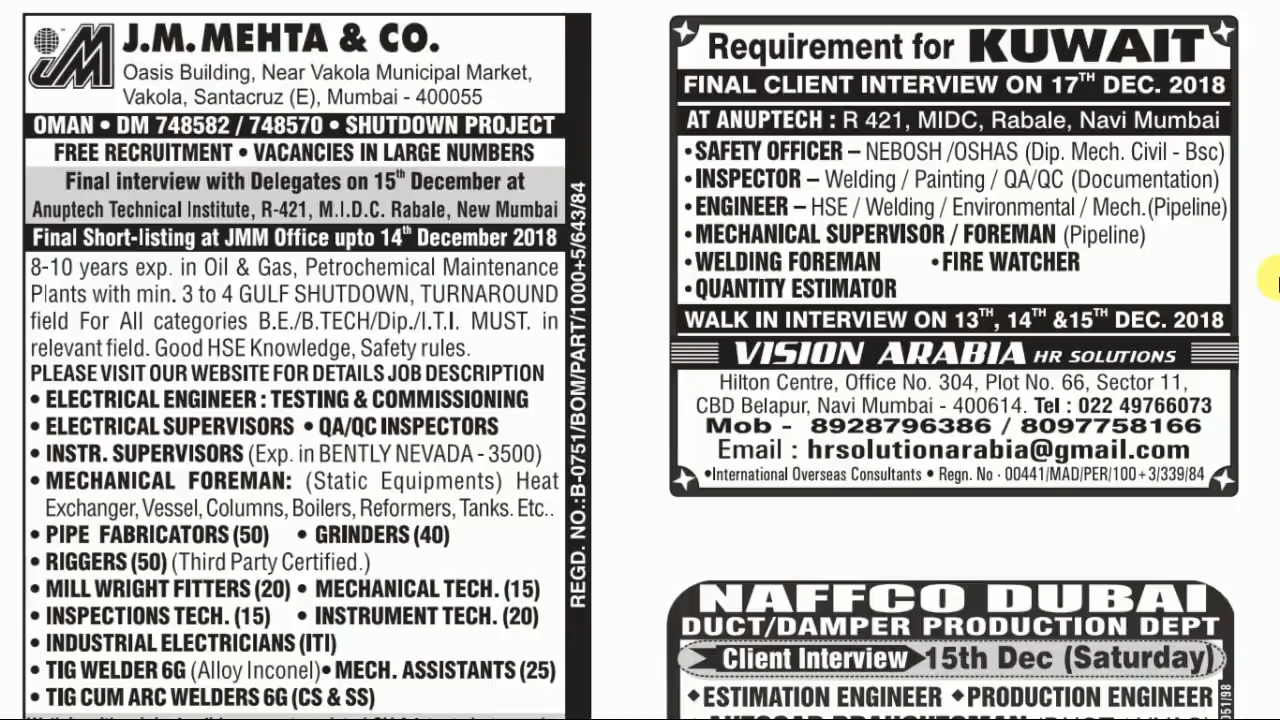 J.M. MEHTA & CO.
Oasis Building, Near Vakola Municipal Market,
Vakola, Santacruz (E), Mumbai - 400055
OMAN • DM 748582 / 748570 • SHUTDOWN PROJECT
FREE RECRUITMENT • VACANCIES IN LARGE NUMBERS
Final interview with Delegates on 15th December at
Anuptech Technical Institute, R-421, M.I.D.C. Rabale, New Mumbai
Final Short-listing at JMM Office upto 14th December 2018
8-10 years exp. in Oil & Gas, Petrochemical Maintenance
Plants with min. 3 to 4 GULF SHUTDOWN, TURNAROUND
field For All categories B.E./B.TECH/Dip./I.T.I. MUST. in
relevant field. Good HSE Knowledge, Safety rules.
PLEASE VISIT OUR WEBSITE FOR DETAILS JOB DESCRIPTION
• ELECTRICAL ENGINEER : TESTING & COMMISSIONING
• ELECTRICAL SUPERVISORS • QA/QC INSPECTORS
• INSTR. SUPERVISORS (Exp. in BENTLY NEVADA - 3500)
• MECHANICAL FOREMAN: (Static Equipments) Heat
Exchanger, Vessel, Columns, Boilers, Reformers, Tanks. Etc..
• PIPE FABRICATORS (50) • GRINDERS (40)
• RIGGERS (50) (Third Party Certified.)
• MILL WRIGHT FITTERS (20) • MECHANICAL TECH. (15)
• INSPECTIONS TECH. (15) • INSTRUMENT TECH. (20)
• INDUSTRIAL ELECTRICIANS (ITI)
• TIG WELDER 6G (Alloy Inconel) • MECH. ASSISTANTS (25)
• TIG CUM ARC WELDERS 6G (CS & SS)
REGD. NO.:B-0751/BOM/PART/1000+5/643/84
Requirement for KUWAIT
FINAL CLIENT INTERVIEW ON 17TH DEC. 2018
AT ANUPTECH : R 421, MIDC, Rabale, Navi Mumbai
•SAFETY OFFICER – NEBOSH /OSHAS (Dip. Mech. Civil - Bsc)
•INSPECTOR – Welding / Painting / QA/QC (Documentation)
•ENGINEER – HSE / Welding / Environmental / Mech.(Pipeline)
•MECHANICAL SUPERVISOR / FOREMAN (Pipeline)
•WELDING FOREMAN •FIRE WATCHER
•QUANTITY ESTIMATOR
WALK IN INTERVIEW ON 13TH, 14TH &15TH DEC. 2018
VISION ARABIA HR SOLUTIONS
Hilton Centre, Office No. 304, Plot No. 66, Sector 11,
CBD Belapur, Navi Mumbai - 400614. Tel : 022 49766073
Mob - 8928796386 / 8097758166
Email : hrsolutionarabia@gmail.com
•International Overseas Consultants • Regn. No - 00441/MAD/PER/100+3/339/84
NAFFCO DUBAI
DUCT/DAMPER PRODUCTION DEPT
Client Interview 15th Dec (Saturday)
◆ESTIMATION ENGINEER ◆PRODUCTION ENGINEER